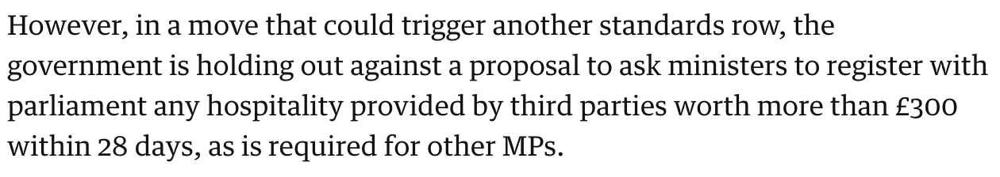 However, in a move that could trigger another standards row, the
government is holding out against a proposal to ask ministers to register with
parliament any hospitality provided by third parties worth more than £300
within 28 days, as is required for other MPs.